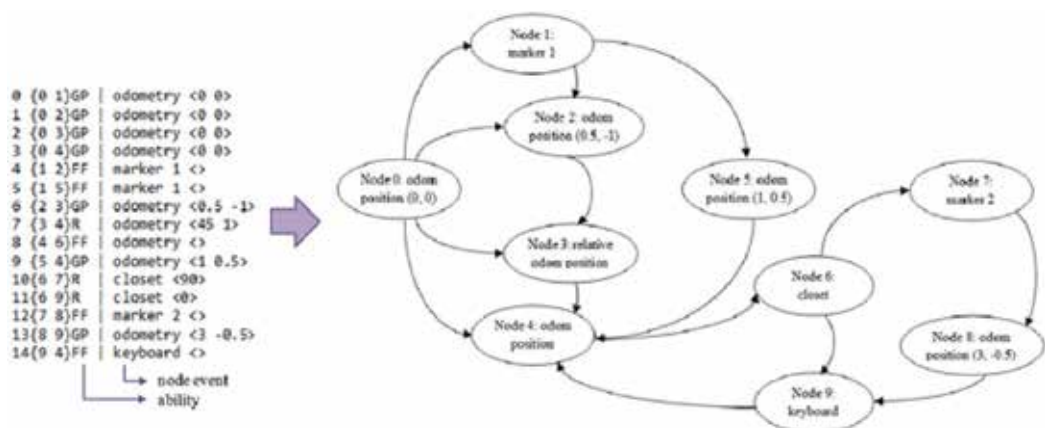 0 {0 1}GP | odometry <0 0>
1 {0 2}GP | odometry <0 0>
2 {0 3}GP | odometry <0 0>
3 {0 4}GP | odometry <0 0>
4 {1 2}FF | marker 1 <>
5 {1 5}FF | marker 1 <>
6 {2 3}GP | odometry <0.5 -1>
7 {3 4}R | odometry <45 1>
8 {4 6}FF | odometry <>
9 {5 4}GP | odometry <1 0.5>
10{6 7}R | closet <90>
11{6 9}R | closet <0>
12{7 8}FF | marker 2 <>
13{8 9}GP | odometry <3 -0.5>
14{9 4}FF | keyboard <>
node event
ability
Node 1:
marker 1
Node 2: odom
position (0.5, -1)
Node 0: odom
position (0, 0)
Node 5: odom
position (1, 0.5)
Node 7:
marker 2
Node 3: relative
odom position
Node 6:
closet
Node 4: odom
position
Node 8: odom
position (3, -0.5)
Node 9:
keyboard